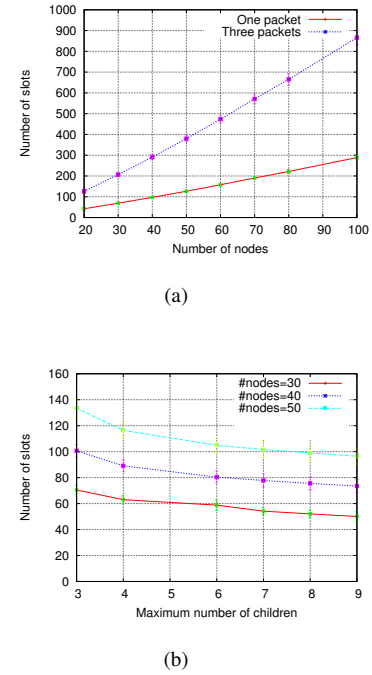 1000
900
800
700
600
500
400
300
200
100
0
Number of slots
One packet
Three packets
20 30 40 50 60 70 80 90 100
Number of nodes
(a)
160
140
120
100
80
60
40
20
0
Number of slots
#nodes=30
#nodes=40
#nodes=50
3 4 5 6 7 8 9
Maximum number of children
(b)